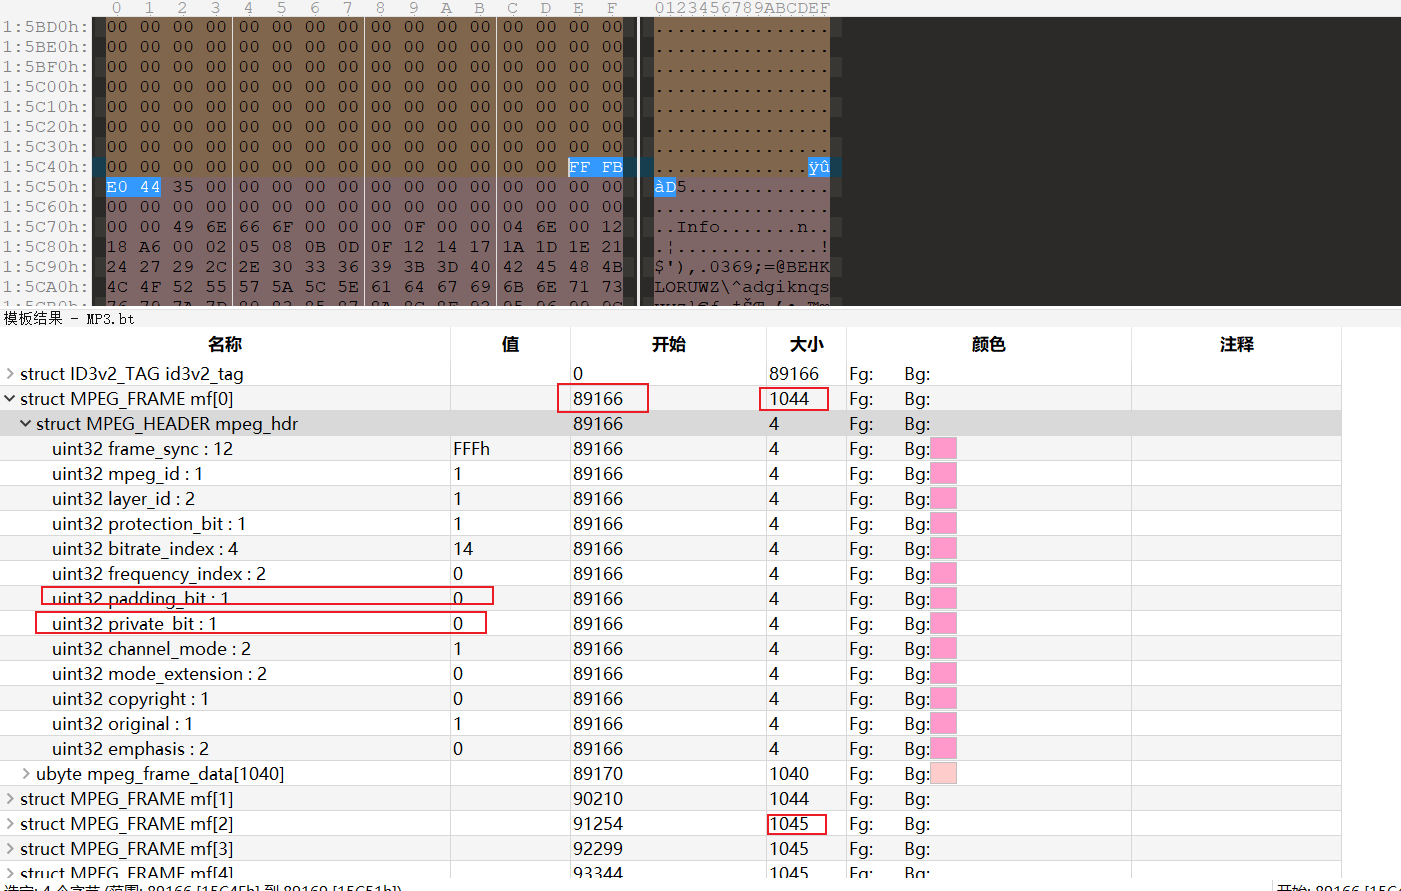 0 1 2 3 4 5 6 7 8 9 A B C D E F 0123456789ABCDEF
1:5BD0h: 00 00 00 00 00 00 00 00 00 00 00 00 00 00 00 00 ................
1:5BE0h: 00 00 00 00 00 00 00 00 00 00 00 00 00 00 00 00 ................
1:5BF0h: 00 00 00 00 00 00 00 00 00 00 00 00 00 00 00 00 ................
1:5C00h: 00 00 00 00 00 00 00 00 00 00 00 00 00 00 00 00 ................
1:5C10h: 00 00 00 00 00 00 00 00 00 00 00 00 00 00 00 00 ................
1:5C20h: 00 00 00 00 00 00 00 00 00 00 00 00 00 00 00 00 ................
1:5C30h: 00 00 00 00 00 00 00 00 00 00 00 00 00 00 00 00 ................
1:5C40h: 00 00 00 00 00 00 00 00 00 00 00 00 00 00 FF FB ..............ÿû
1:5C50h: E0 44 35 00 00 00 00 00 00 00 00 00 00 00 00 00 àD5.............
1:5C60h: 00 00 00 00 00 00 00 00 00 00 00 00 00 00 00 00 ................
1:5C70h: 00 00 49 6E 66 6F 00 00 00 0F 00 00 04 6E 00 12 ..Info.......n..
1:5C80h: 18 A6 00 02 05 08 0B 0D 0F 12 14 17 1A 1D 1E 21 .¦.............!
1:5C90h: 24 27 29 2C 2E 30 33 36 39 3B 3D 40 42 45 48 4B $'),.0369;=@BEHK
1:5CA0h: 4C 4F 52 55 57 5A 5C 5E 61 64 67 69 6B 6E 71 73 LORUWZ\^adgiknqs
模板结果 - MP3.bt
名称 值 开始 大小 颜色 注释
struct ID3v2_TAG id3v2_tag 0 89166 Fg: Bg:
struct MPEG_FRAME mf[0] 89166 1044 Fg: Bg:
struct MPEG_HEADER mpeg_hdr 89166 4 Fg: Bg:
uint32 frame_sync : 12 FFFh 89166 4 Fg: Bg:
uint32 mpeg_id : 1 1 89166 4 Fg: Bg:
uint32 layer_id : 2 1 89166 4 Fg: Bg:
uint32 protection_bit : 1 1 89166 4 Fg: Bg:
uint32 bitrate_index : 4 14 89166 4 Fg: Bg:
uint32 frequency_index : 2 0 89166 4 Fg: Bg:
uint32 padding_bit : 1 0 89166 4 Fg: Bg:
uint32 private_bit : 1 0 89166 4 Fg: Bg:
uint32 channel_mode : 2 1 89166 4 Fg: Bg:
uint32 mode_extension : 2 0 89166 4 Fg: Bg:
uint32 copyright : 1 0 89166 4 Fg: Bg:
uint32 original : 1 1 89166 4 Fg: Bg:
uint32 emphasis : 2 0 89166 4 Fg: Bg:
ubyte mpeg_frame_data[1040] 89170 1040 Fg: Bg:
struct MPEG_FRAME mf[1] 90210 1044 Fg: Bg:
struct MPEG_FRAME mf[2] 91254 1045 Fg: Bg:
struct MPEG_FRAME mf[3] 92299 1045 Fg: Bg:
struct MPEG_FRAME mf[4] 93344 1045 Fg: Bg: